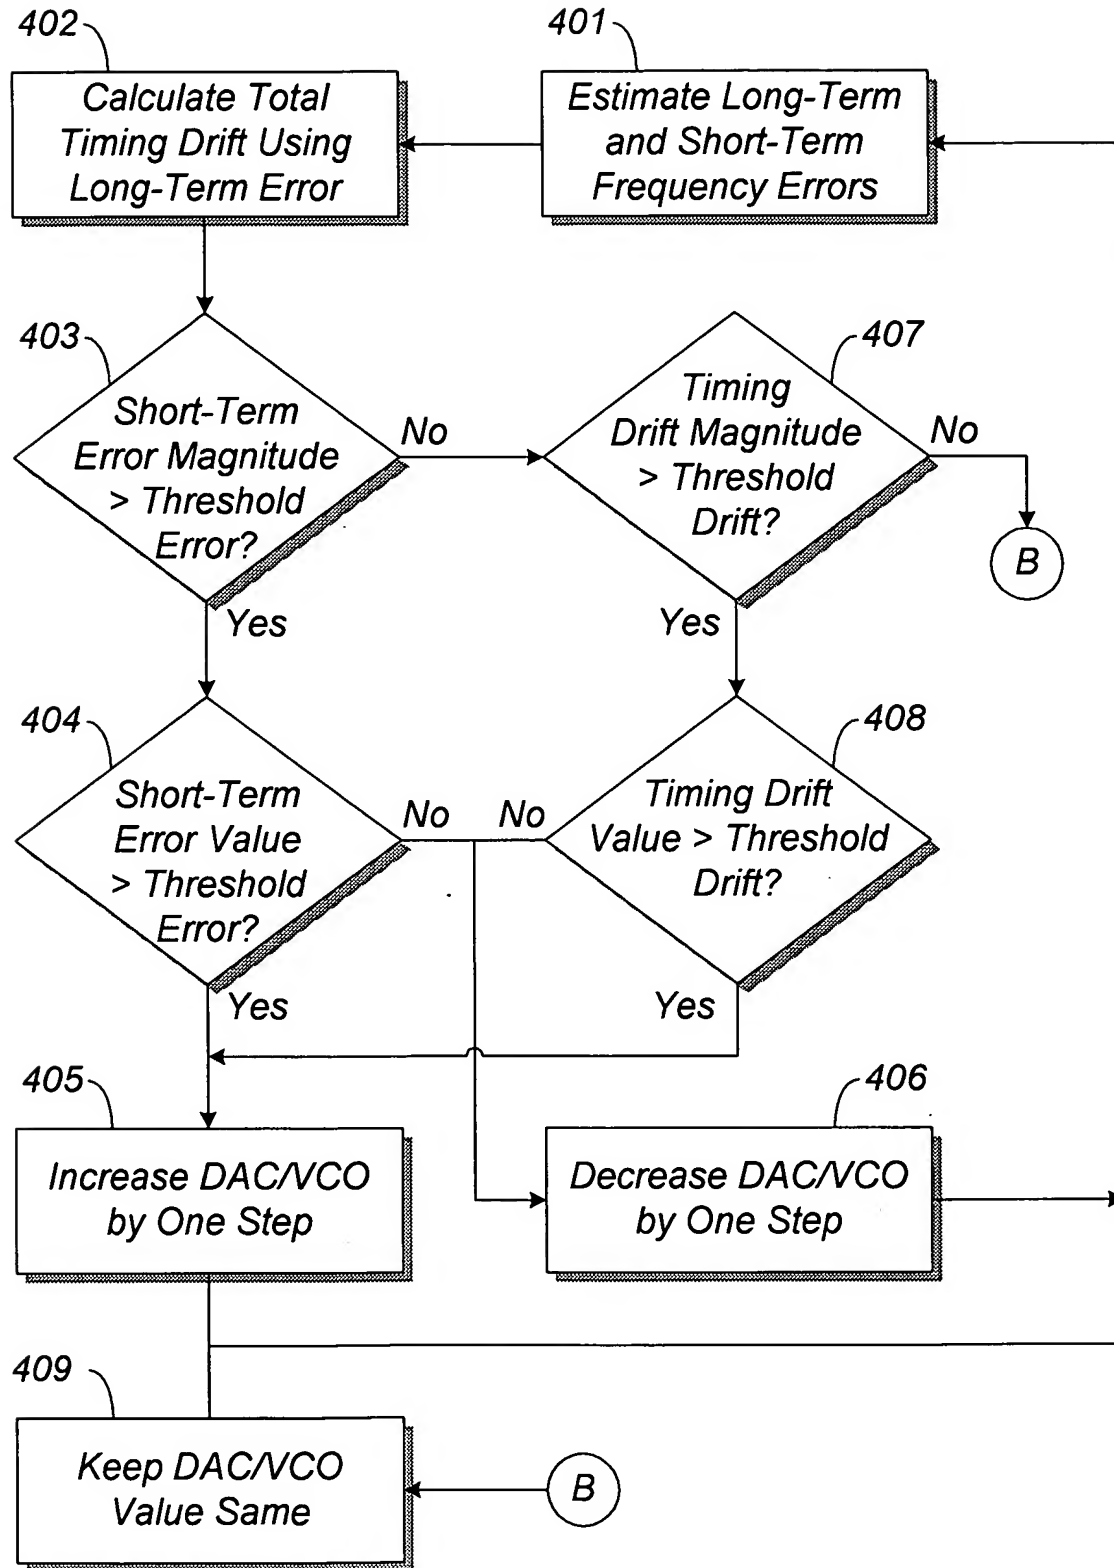 402
Calculate Total
Timing Drift Using
Long-Term Error
401
Estimate Long-Term
and Short-Term
Frequency Errors
403
Short-Term
Error Magnitude
> Threshold
Error?
No
Yes
407
Timing
Drift Magnitude
> Threshold
Drift?
No
Yes
B
404
Short-Term
Error Value
> Threshold
Error?
No
Yes
408
Timing Drift
Value > Threshold
Drift?
No
Yes
405
Increase DAC/VCO
by One Step
406
Decrease DAC/VCO
by One Step
409
Keep DAC/VCO
Value Same
B